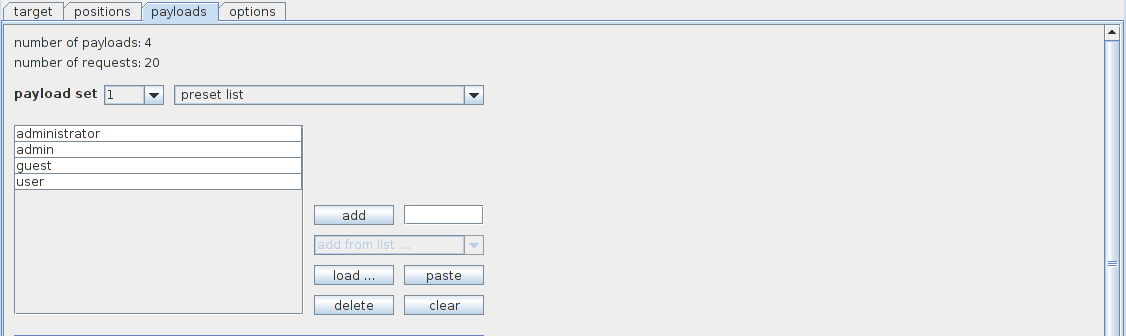 target positions payloads options
number of payloads: 4
number of requests: 20
payload set 1 preset list
administrator
admin
guest
user
add
add from list ...
load ... paste
delete clear